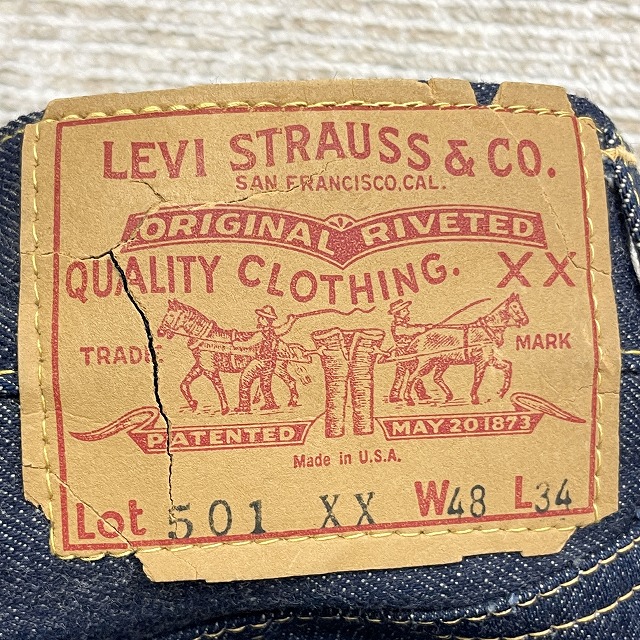 LEVI STRAUSS & CO.
SAN FRANCISCO, CAL.
ORIGINAL RIVETED
QUALITY CLOTHING. XX
TRADE MARK
PATENTED MAY 20 1873
Made in U.S.A.
Lot 501 XX W48 L34